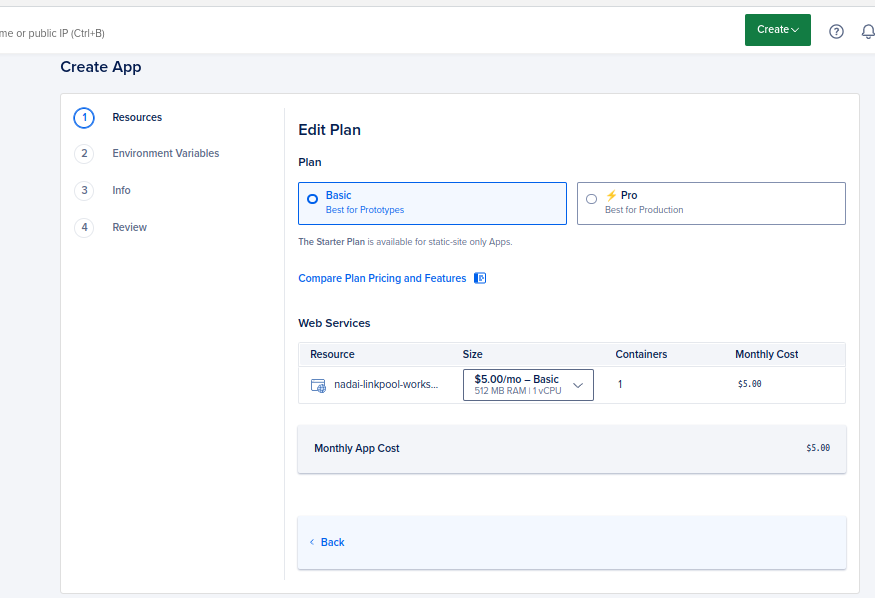 me or public IP (Ctrl+B)
Create
Create App
1 Resources
2 Environment Variables
3 Info
4 Review
Edit Plan
Plan
Basic
Best for Prototypes
⚡ Pro
Best for Production
The Starter Plan is available for static-site only Apps.
Compare Plan Pricing and Features
Web Services
Resource Size Containers Monthly Cost
nadai-linkpool-works... $5.00/mo – Basic 1 $5.00
512 MB RAM | 1 vCPU
Monthly App Cost $5.00
< Back